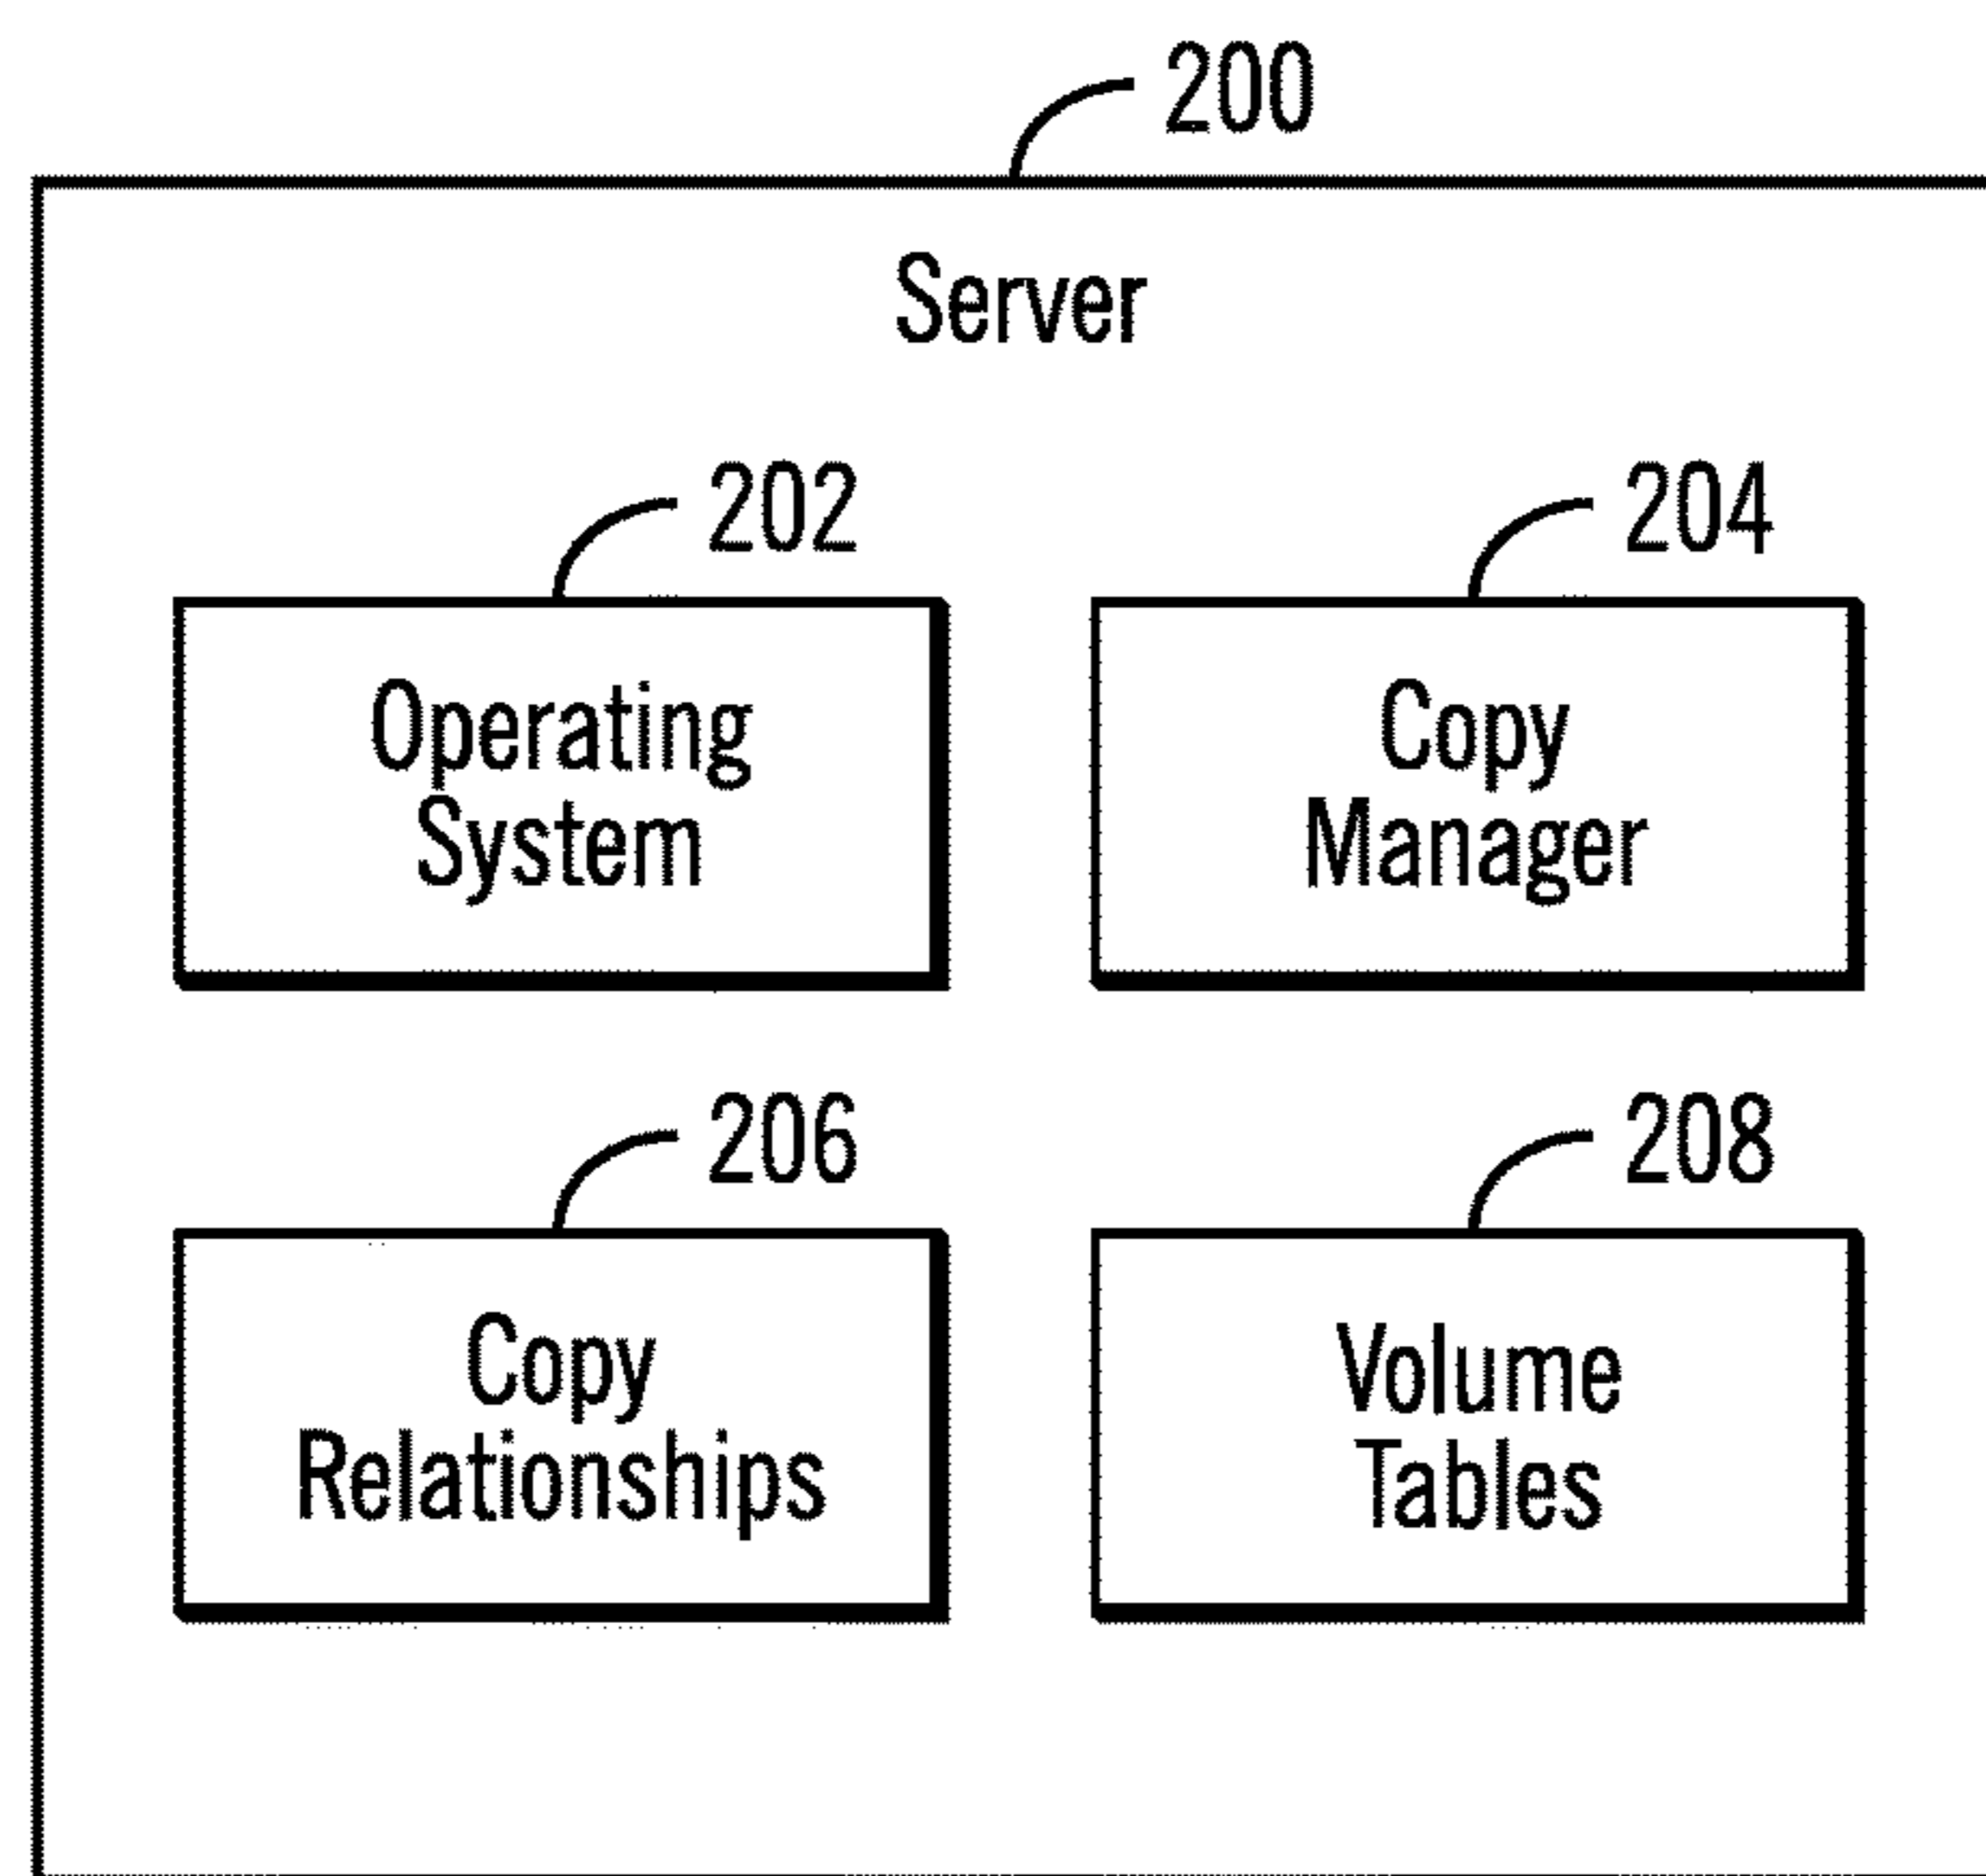 200
Server
202
204
Operating
System
Copy
Manager
206
208
Copy
Relationships
Volume
Tables